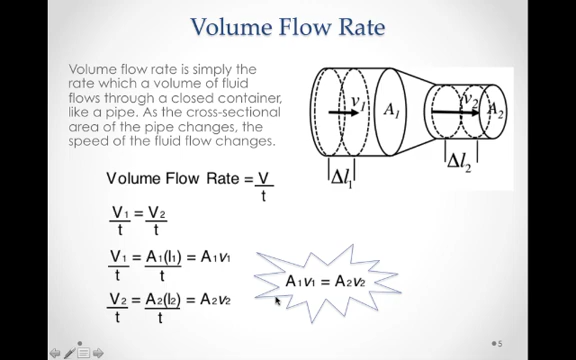 Volume Flow Rate
Volume flow rate is simply the
rate which a volume of fluid
flows through a closed container,
like a pipe. As the cross-sectional
area of the pipe changes, the
speed of the fluid flow changes.
v₁ A₁ v₂ A₂
Δl₁ Δl₂
Volume Flow Rate = V
t
V₁ = V₂
t t
V₁ = A₁(l₁) = A₁v₁
t t
V₂ = A₂(l₂) = A₂v₂
t t
A₁v₁ = A₂v₂
5